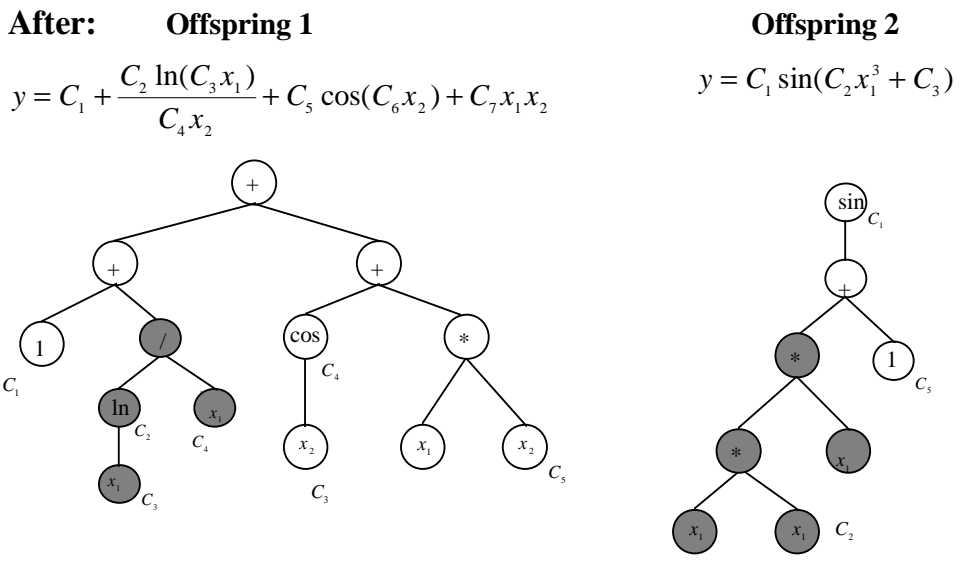 After: Offspring 1 Offspring 2
y = C₁ + C₂ ln(C₃x₁) / C₄x₂ + C₅ cos(C₆x₂) + C₇x₁x₂
y = C₁ sin(C₂x₁³ + C₃)
+
+ +
1 / cos *
C₁ C₄
ln x₁
C₂ C₄
x₂ x₁ x₂
x₁ C₃ C₃ C₅
sin C₁
+
* 1
C₅
* x₁
x₁ x₁ C₂